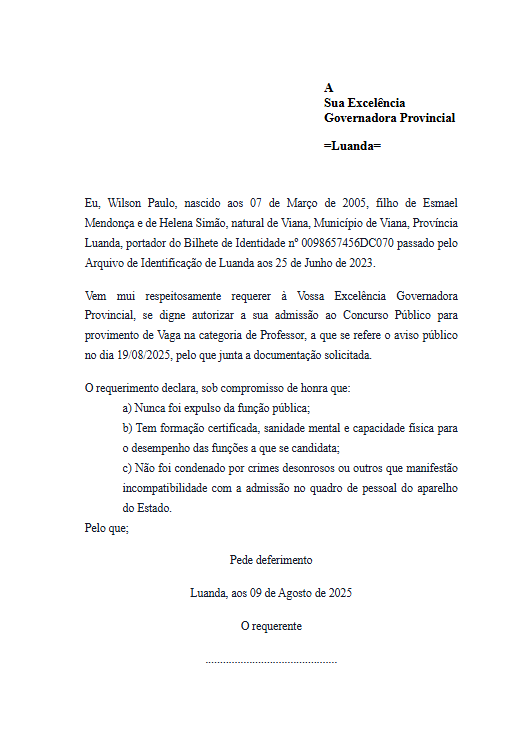 A
Sua Excelência
Governadora Provincial
=Luanda=
Eu, Wilson Paulo, nascido aos 07 de Março de 2005, filho de Esmael
Mendonça e de Helena Simão, natural de Viana, Município de Viana, Província
Luanda, portador do Bilhete de Identidade nº 0098657456DC070 passado pelo
Arquivo de Identificação de Luanda aos 25 de Junho de 2023.
Vem mui respeitosamente requerer à Vossa Excelência Governadora
Provincial, se digne autorizar a sua admissão ao Concurso Público para
provimento de Vaga na categoria de Professor, a que se refere o aviso público
no dia 19/08/2025, pelo que junta a documentação solicitada.
O requerimento declara, sob compromisso de honra que:
a) Nunca foi expulso da função pública;
b) Tem formação certificada, sanidade mental e capacidade física para
o desempenho das funções a que se candidata;
c) Não foi condenado por crimes desonrosos ou outros que manifestão
incompatibilidade com a admissão no quadro de pessoal do aparelho
do Estado.
Pelo que;
Pede deferimento
Luanda, aos 09 de Agosto de 2025
O requerente
.............................................